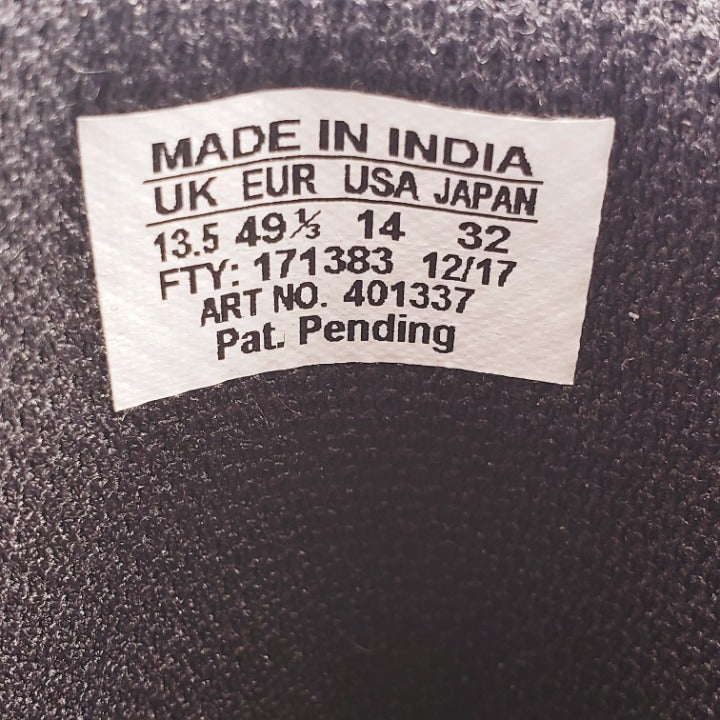 MADE IN INDIA
UK EUR USA JAPAN
13.5 49⅓ 14 32
FTY: 171383 12/17
ART NO. 401337
Pat. Pending